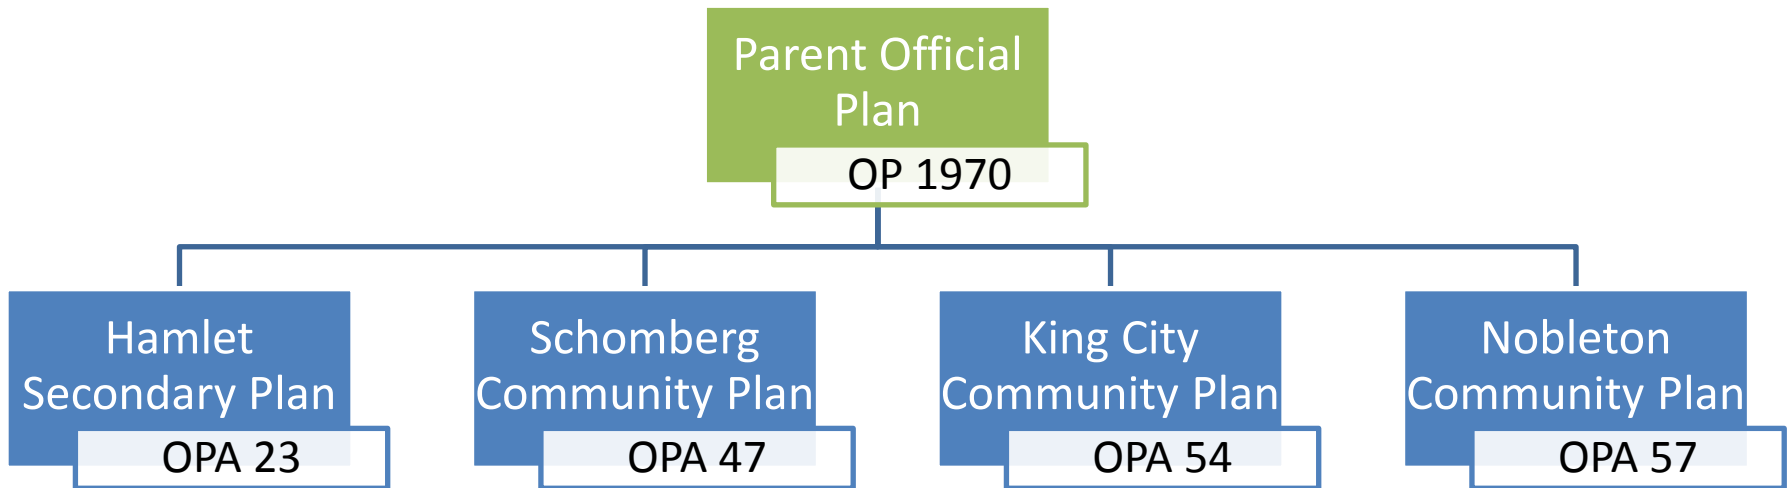 Parent Official
Plan
OP 1970
Hamlet
Secondary Plan
OPA 23
Schomberg
Community Plan
OPA 47
King City
Community Plan
OPA 54
Nobleton
Community Plan
OPA 57